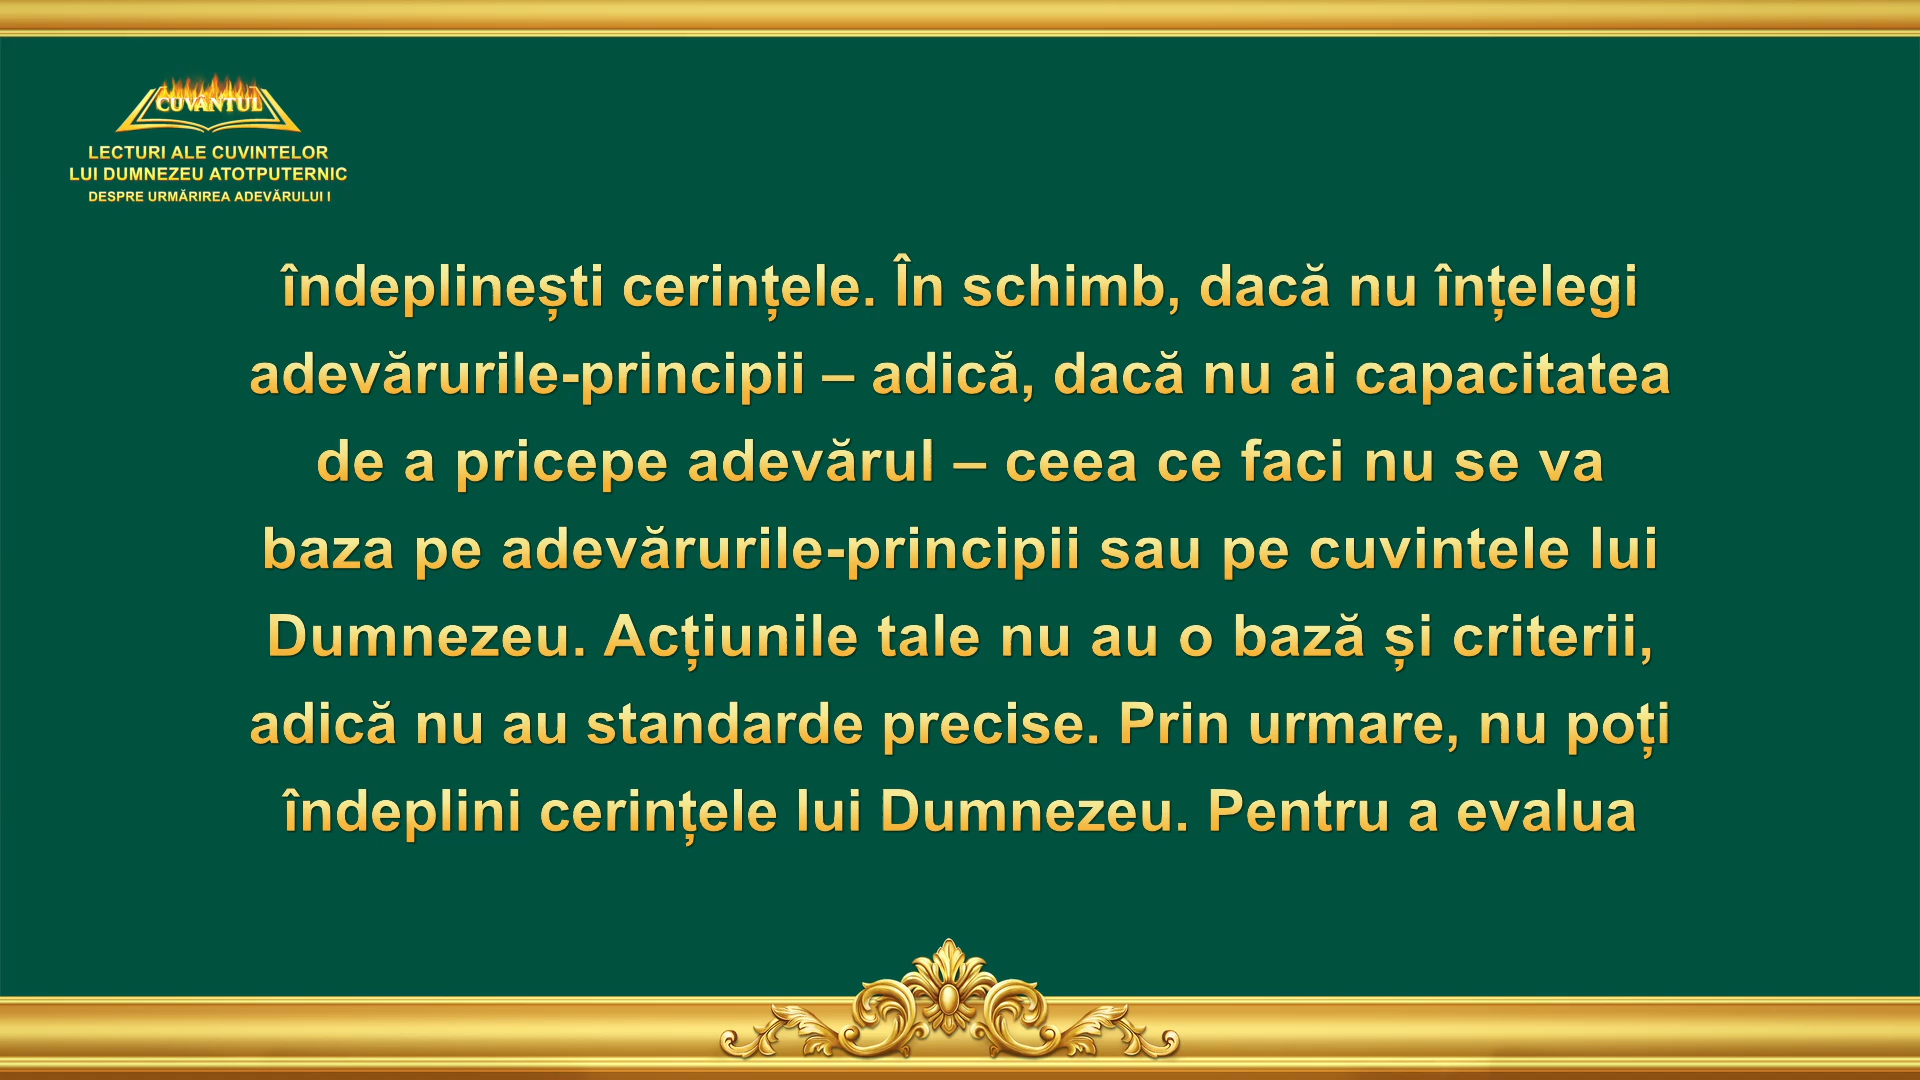 CUVÂNTUL
LECTURI ALE CUVINTELOR
LUI DUMNEZEU ATOTPUTERNIC
DESPRE URMĂRIREA ADEVĂRULUI I
îndeplinești cerințele. În schimb, dacă nu înțelegi
adevărurile-principii – adică, dacă nu ai capacitatea
de a pricepe adevărul – ceea ce faci nu se va
baza pe adevărurile-principii sau pe cuvintele lui
Dumnezeu. Acțiunile tale nu au o bază și criterii,
adică nu au standarde precise. Prin urmare, nu poți
îndeplini cerințele lui Dumnezeu. Pentru a evalua